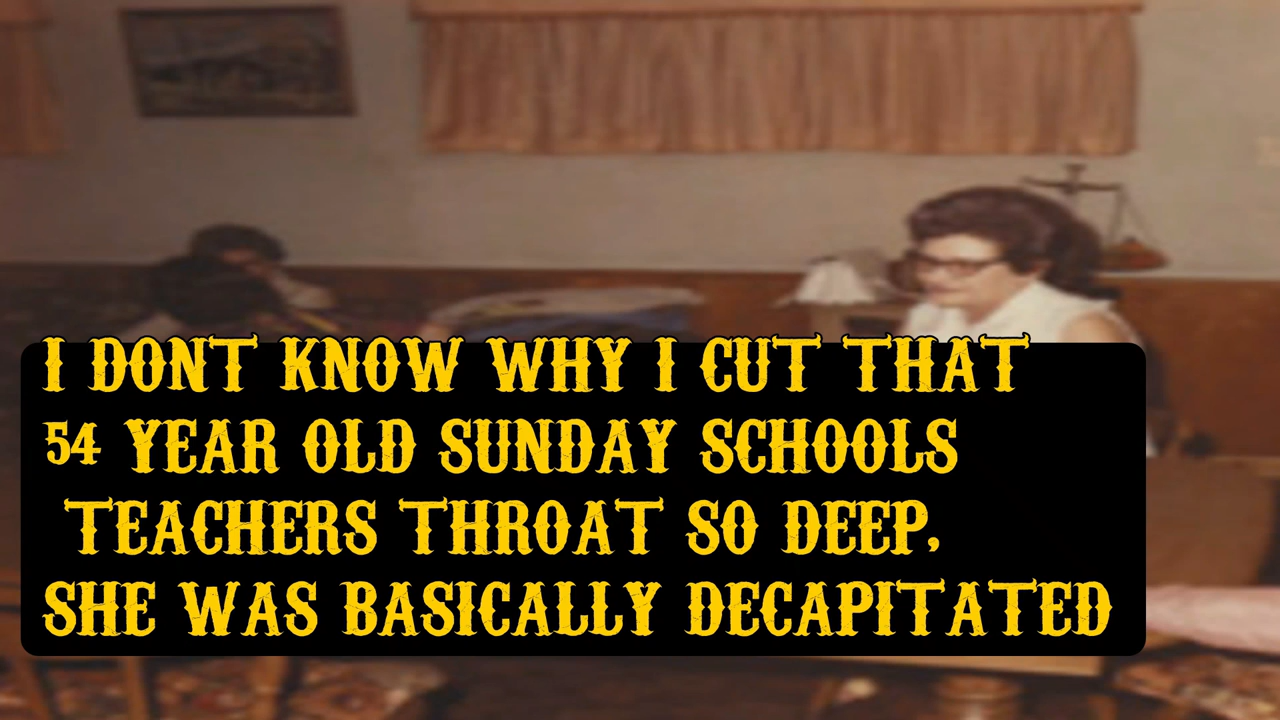 I DONT KNOW WHY I CUT THAT
54 YEAR OLD SUNDAY SCHOOLS
TEACHERS THROAT SO DEEP,
SHE WAS BASICALLY DECAPITATED